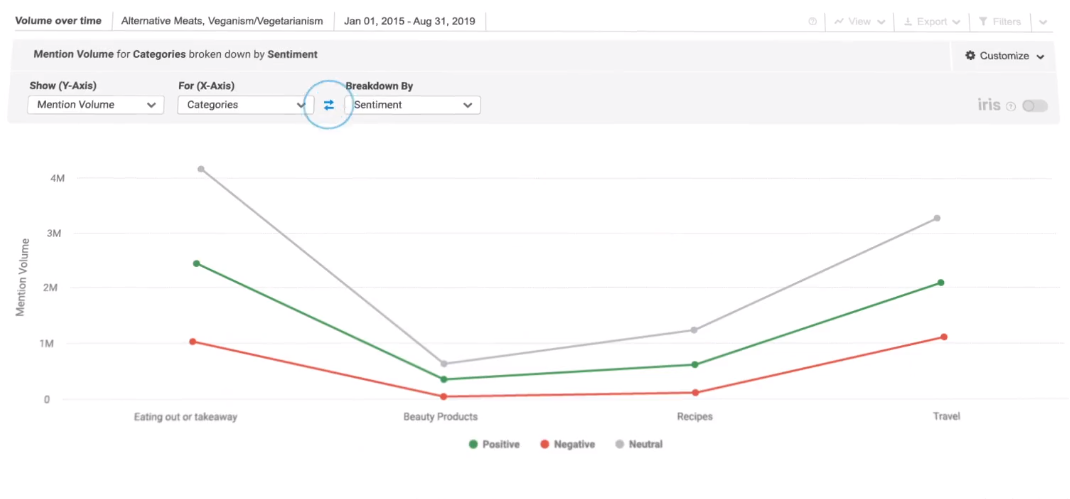 Volume over time Alternative Meats, Veganism/Vegetarianism Jan 01, 2015 - Aug 31, 2019 View Export Filters
Mention Volume for Categories broken down by Sentiment Customize
Show (Y-Axis) For (X-Axis) Breakdown By
Mention Volume Categories Sentiment iris
4M
3M
2M
1M
0
Mention Volume
Eating out or takeaway Beauty Products Recipes Travel
Positive Negative Neutral